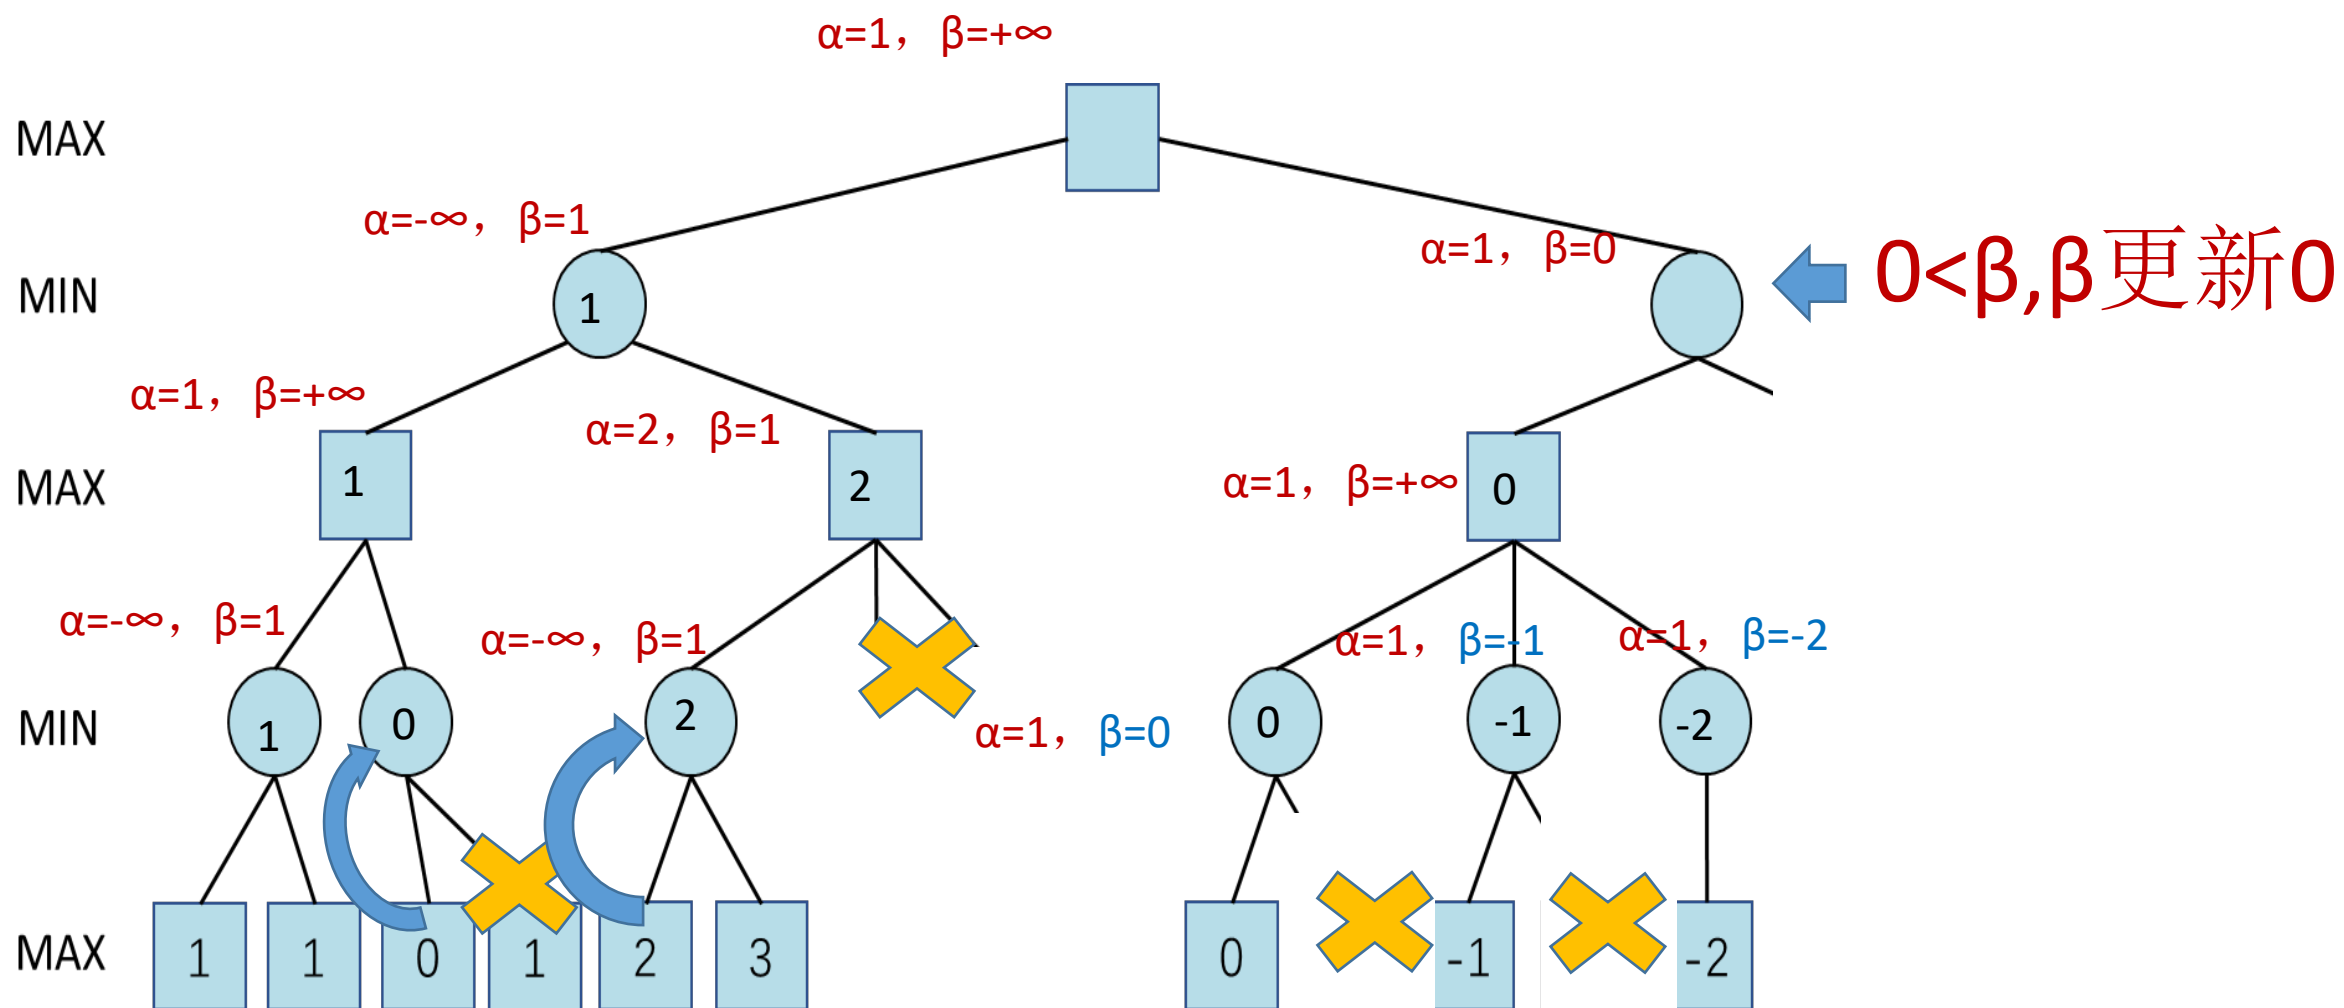 α=1，β=+∞
MAX
α=-∞，β=1
α=1，β=0
0<β,β更新0
MIN
1
α=1，β=+∞
α=2，β=1
MAX
1
2
α=1，β=+∞
0
α=-∞，β=1
α=-∞，β=1
α=1，β=-1
α=1，β=-2
MIN
1
0
2
α=1，β=0
0
-1
-2
MAX
1
1
0
1
2
3
0
-1
-2